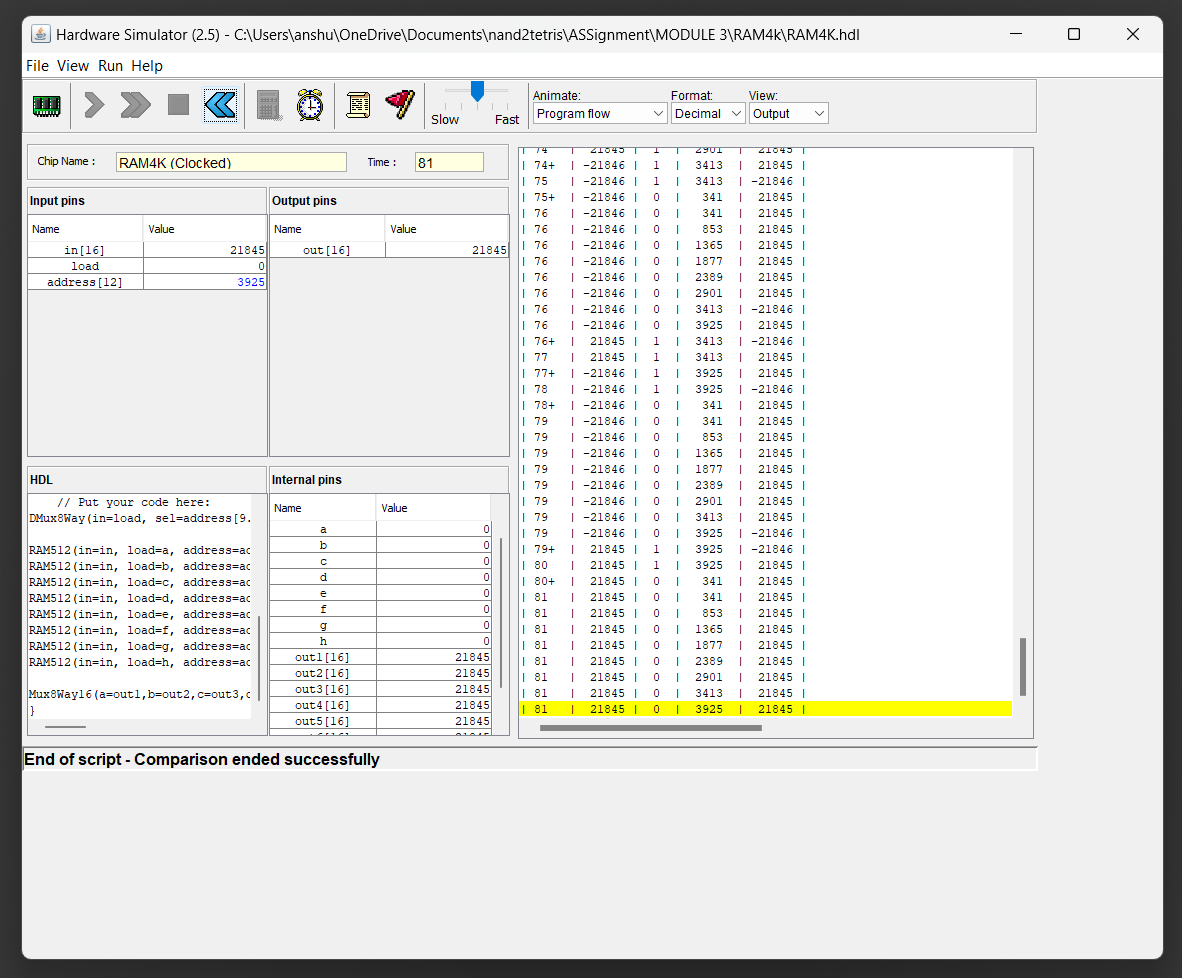 Hardware Simulator (2.5) - C:\Users\anshu\OneDrive\Documents\nand2tetris\ASSignment\MODULE 3\RAM4k\RAM4K.hdl
File View Run Help
Slow Fast
Animate: Format: View:
Program flow Decimal Output
Chip Name : RAM4K (Clocked) Time : 81
Input pins
Name Value
in[16] 21845
load 0
address[12] 3925
Output pins
Name Value
out[16] 21845
HDL
// Put your code here:
DMux8Way(in=load, sel=address[9.
RAM512(in=in, load=a, address=ad
RAM512(in=in, load=b, address=ad
RAM512(in=in, load=c, address=ad
RAM512(in=in, load=d, address=ad
RAM512(in=in, load=e, address=ad
RAM512(in=in, load=f, address=ad
RAM512(in=in, load=g, address=ad
RAM512(in=in, load=h, address=ad
Mux8Way16(a=out1,b=out2,c=out3,d
}
Internal pins
Name Value
a 0
b 0
c 0
d 0
e 0
f 0
g 0
h 0
out1[16] 21845
out2[16] 21845
out3[16] 21845
out4[16] 21845
out5[16] 21845
| 74 | 21845 | 1 | 2901 | 21845 |
| 74+ | -21846 | 1 | 3413 | 21845 |
| 75 | -21846 | 1 | 3413 | -21846 |
| 75+ | -21846 | 0 | 341 | 21845 |
| 76 | -21846 | 0 | 341 | 21845 |
| 76 | -21846 | 0 | 853 | 21845 |
| 76 | -21846 | 0 | 1365 | 21845 |
| 76 | -21846 | 0 | 1877 | 21845 |
| 76 | -21846 | 0 | 2389 | 21845 |
| 76 | -21846 | 0 | 2901 | 21845 |
| 76 | -21846 | 0 | 3413 | -21846 |
| 76 | -21846 | 0 | 3925 | 21845 |
| 76+ | 21845 | 1 | 3413 | -21846 |
| 77 | 21845 | 1 | 3413 | 21845 |
| 77+ | -21846 | 1 | 3925 | 21845 |
| 78 | -21846 | 1 | 3925 | -21846 |
| 78+ | -21846 | 0 | 341 | 21845 |
| 79 | -21846 | 0 | 341 | 21845 |
| 79 | -21846 | 0 | 853 | 21845 |
| 79 | -21846 | 0 | 1365 | 21845 |
| 79 | -21846 | 0 | 1877 | 21845 |
| 79 | -21846 | 0 | 2389 | 21845 |
| 79 | -21846 | 0 | 2901 | 21845 |
| 79 | -21846 | 0 | 3413 | 21845 |
| 79 | -21846 | 0 | 3925 | -21846 |
| 79+ | 21845 | 1 | 3925 | -21846 |
| 80 | 21845 | 1 | 3925 | 21845 |
| 80+ | 21845 | 0 | 341 | 21845 |
| 81 | 21845 | 0 | 341 | 21845 |
| 81 | 21845 | 0 | 853 | 21845 |
| 81 | 21845 | 0 | 1365 | 21845 |
| 81 | 21845 | 0 | 1877 | 21845 |
| 81 | 21845 | 0 | 2389 | 21845 |
| 81 | 21845 | 0 | 2901 | 21845 |
| 81 | 21845 | 0 | 3413 | 21845 |
| 81 | 21845 | 0 | 3925 | 21845 |
End of script - Comparison ended successfully